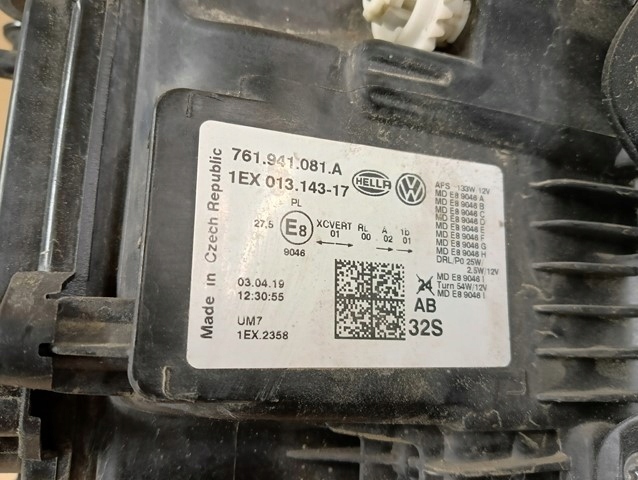 Made in Czech Republic
761.941.081.A
1EX 013.143-17
HELLA
PL
27,5 E8 XCVERT RL A 1b
01 00 02 01
9046
03.04.19
12:30:55
UM7
1EX.2358
AFS 133W 12V
MD E8 9046 A
MD E8 9046 B
MD E8 9046 C
MD E8 9046 D
MD E8 9046 E
MD E8 9046 F
MD E8 9046 G
MD E8 9046 H
DRL/P0 25W
2,5W/12V
MD E8 9046 I
Turn 54W/12V
MD E8 9046 I
AB
32S